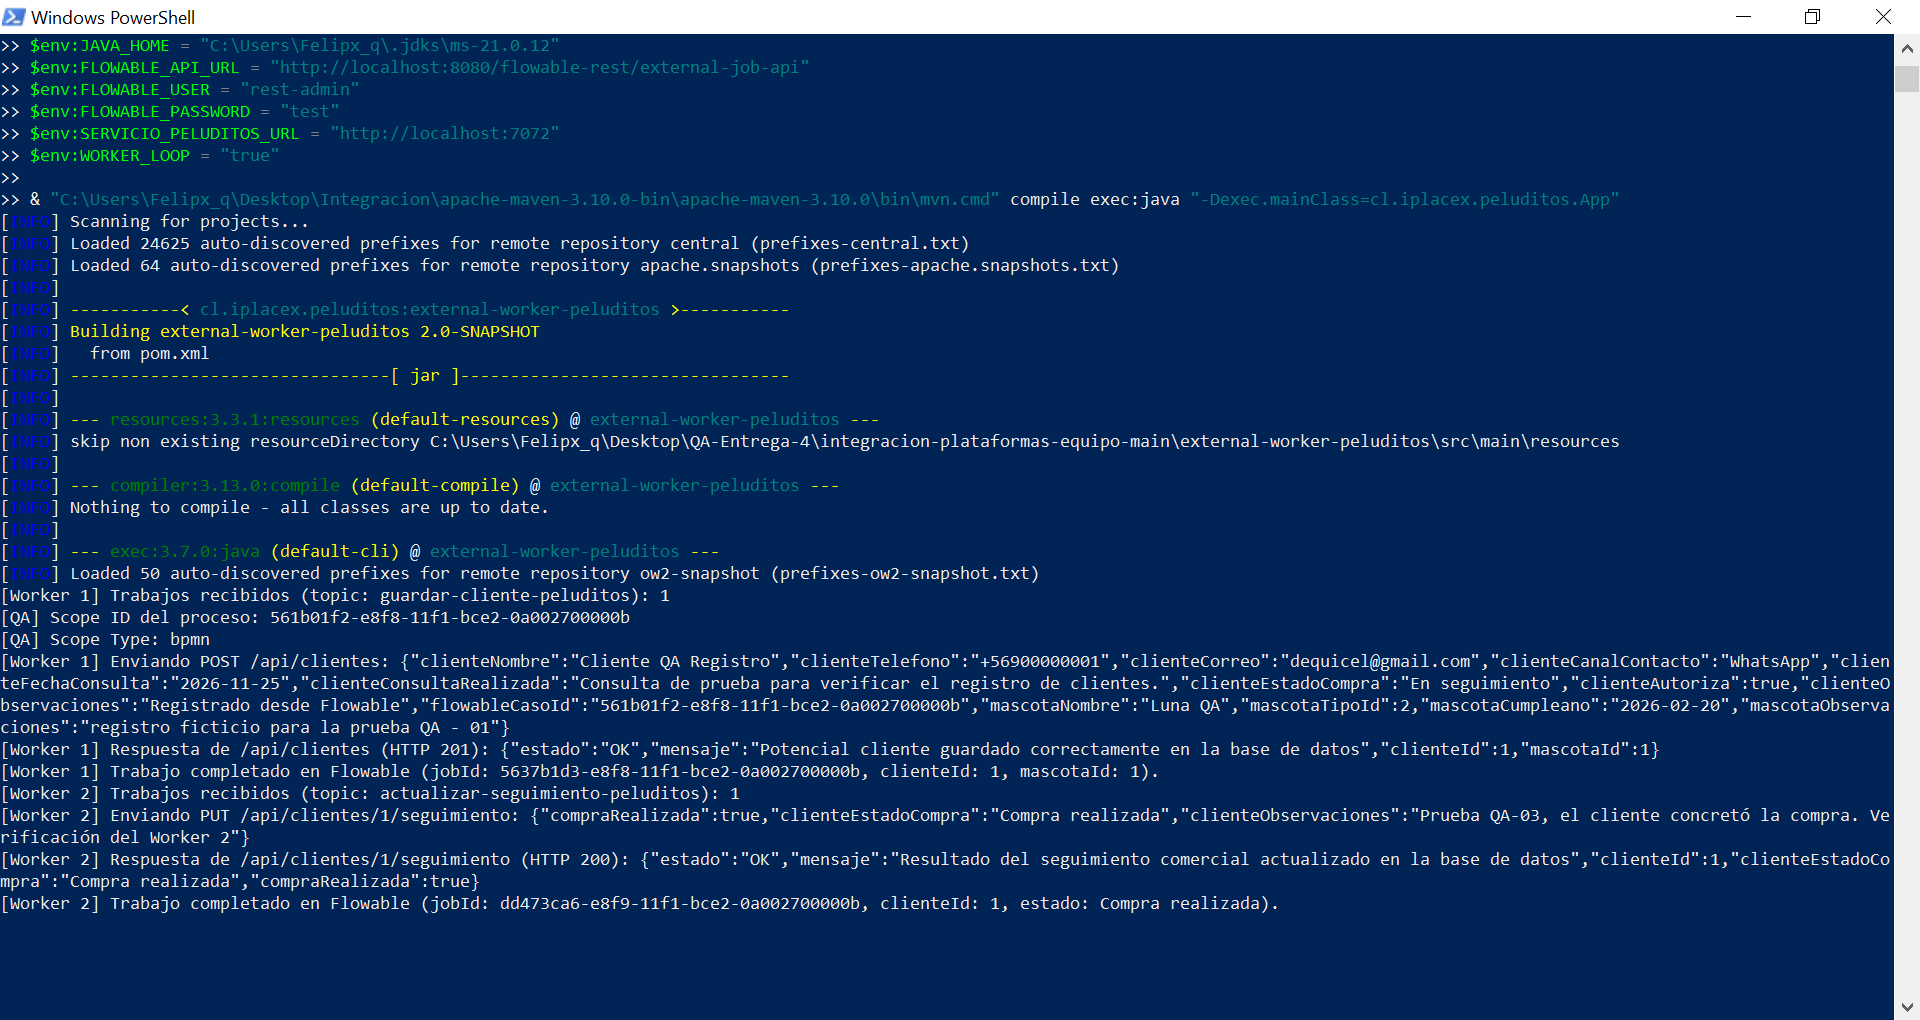 Windows PowerShell
>> $env:JAVA_HOME = "C:\Users\Felipx_q\.jdks\ms-21.0.12"
>> $env:FLOWABLE_API_URL = "http://localhost:8080/flowable-rest/external-job-api"
>> $env:FLOWABLE_USER = "rest-admin"
>> $env:FLOWABLE_PASSWORD = "test"
>> $env:SERVICIO_PELUDITOS_URL = "http://localhost:7072"
>> $env:WORKER_LOOP = "true"
>>
>> & "C:\Users\Felipx_q\Desktop\Integracion\apache-maven-3.10.0-bin\apache-maven-3.10.0\bin\mvn.cmd" compile exec:java "-Dexec.mainClass=cl.iplacex.peluditos.App"
[INFO] Scanning for projects...
[INFO] Loaded 24625 auto-discovered prefixes for remote repository central (prefixes-central.txt)
[INFO] Loaded 64 auto-discovered prefixes for remote repository apache.snapshots (prefixes-apache.snapshots.txt)
[INFO]
[INFO] -----------< cl.iplacex.peluditos:external-worker-peluditos >-----------
[INFO] Building external-worker-peluditos 2.0-SNAPSHOT
[INFO]   from pom.xml
[INFO] --------------------------------[ jar ]---------------------------------
[INFO]
[INFO] --- resources:3.3.1:resources (default-resources) @ external-worker-peluditos ---
[INFO] skip non existing resourceDirectory C:\Users\Felipx_q\Desktop\QA-Entrega-4\integracion-plataformas-equipo-main\external-worker-peluditos\src\main\resources
[INFO]
[INFO] --- compiler:3.13.0:compile (default-compile) @ external-worker-peluditos ---
[INFO] Nothing to compile - all classes are up to date.
[INFO]
[INFO] --- exec:3.7.0:java (default-cli) @ external-worker-peluditos ---
[INFO] Loaded 50 auto-discovered prefixes for remote repository ow2-snapshot (prefixes-ow2-snapshot.txt)
[Worker 1] Trabajos recibidos (topic: guardar-cliente-peluditos): 1
[QA] Scope ID del proceso: 561b01f2-e8f8-11f1-bce2-0a002700000b
[QA] Scope Type: bpmn
[Worker 1] Enviando POST /api/clientes: {"clienteNombre":"Cliente QA Registro","clienteTelefono":"+56900000001","clienteCorreo":"dequicel@gmail.com","clienteCanalContacto":"WhatsApp","clien
teFechaConsulta":"2026-11-25","clienteConsultaRealizada":"Consulta de prueba para verificar el registro de clientes.","clienteEstadoCompra":"En seguimiento","clienteAutoriza":true,"clienteO
bservaciones":"Registrado desde Flowable","flowableCasoId":"561b01f2-e8f8-11f1-bce2-0a002700000b","mascotaNombre":"Luna QA","mascotaTipoId":2,"mascotaCumpleano":"2026-02-20","mascotaObserva
ciones":"registro ficticio para la prueba QA - 01"}
[Worker 1] Respuesta de /api/clientes (HTTP 201): {"estado":"OK","mensaje":"Potencial cliente guardado correctamente en la base de datos","clienteId":1,"mascotaId":1}
[Worker 1] Trabajo completado en Flowable (jobId: 5637b1d3-e8f8-11f1-bce2-0a002700000b, clienteId: 1, mascotaId: 1).
[Worker 2] Trabajos recibidos (topic: actualizar-seguimiento-peluditos): 1
[Worker 2] Enviando PUT /api/clientes/1/seguimiento: {"compraRealizada":true,"clienteEstadoCompra":"Compra realizada","clienteObservaciones":"Prueba QA-03, el cliente concretó la compra. Ve
rificación del Worker 2"}
[Worker 2] Respuesta de /api/clientes/1/seguimiento (HTTP 200): {"estado":"OK","mensaje":"Resultado del seguimiento comercial actualizado en la base de datos","clienteId":1,"clienteEstadoCo
mpra":"Compra realizada","compraRealizada":true}
[Worker 2] Trabajo completado en Flowable (jobId: dd473ca6-e8f9-11f1-bce2-0a002700000b, clienteId: 1, estado: Compra realizada).